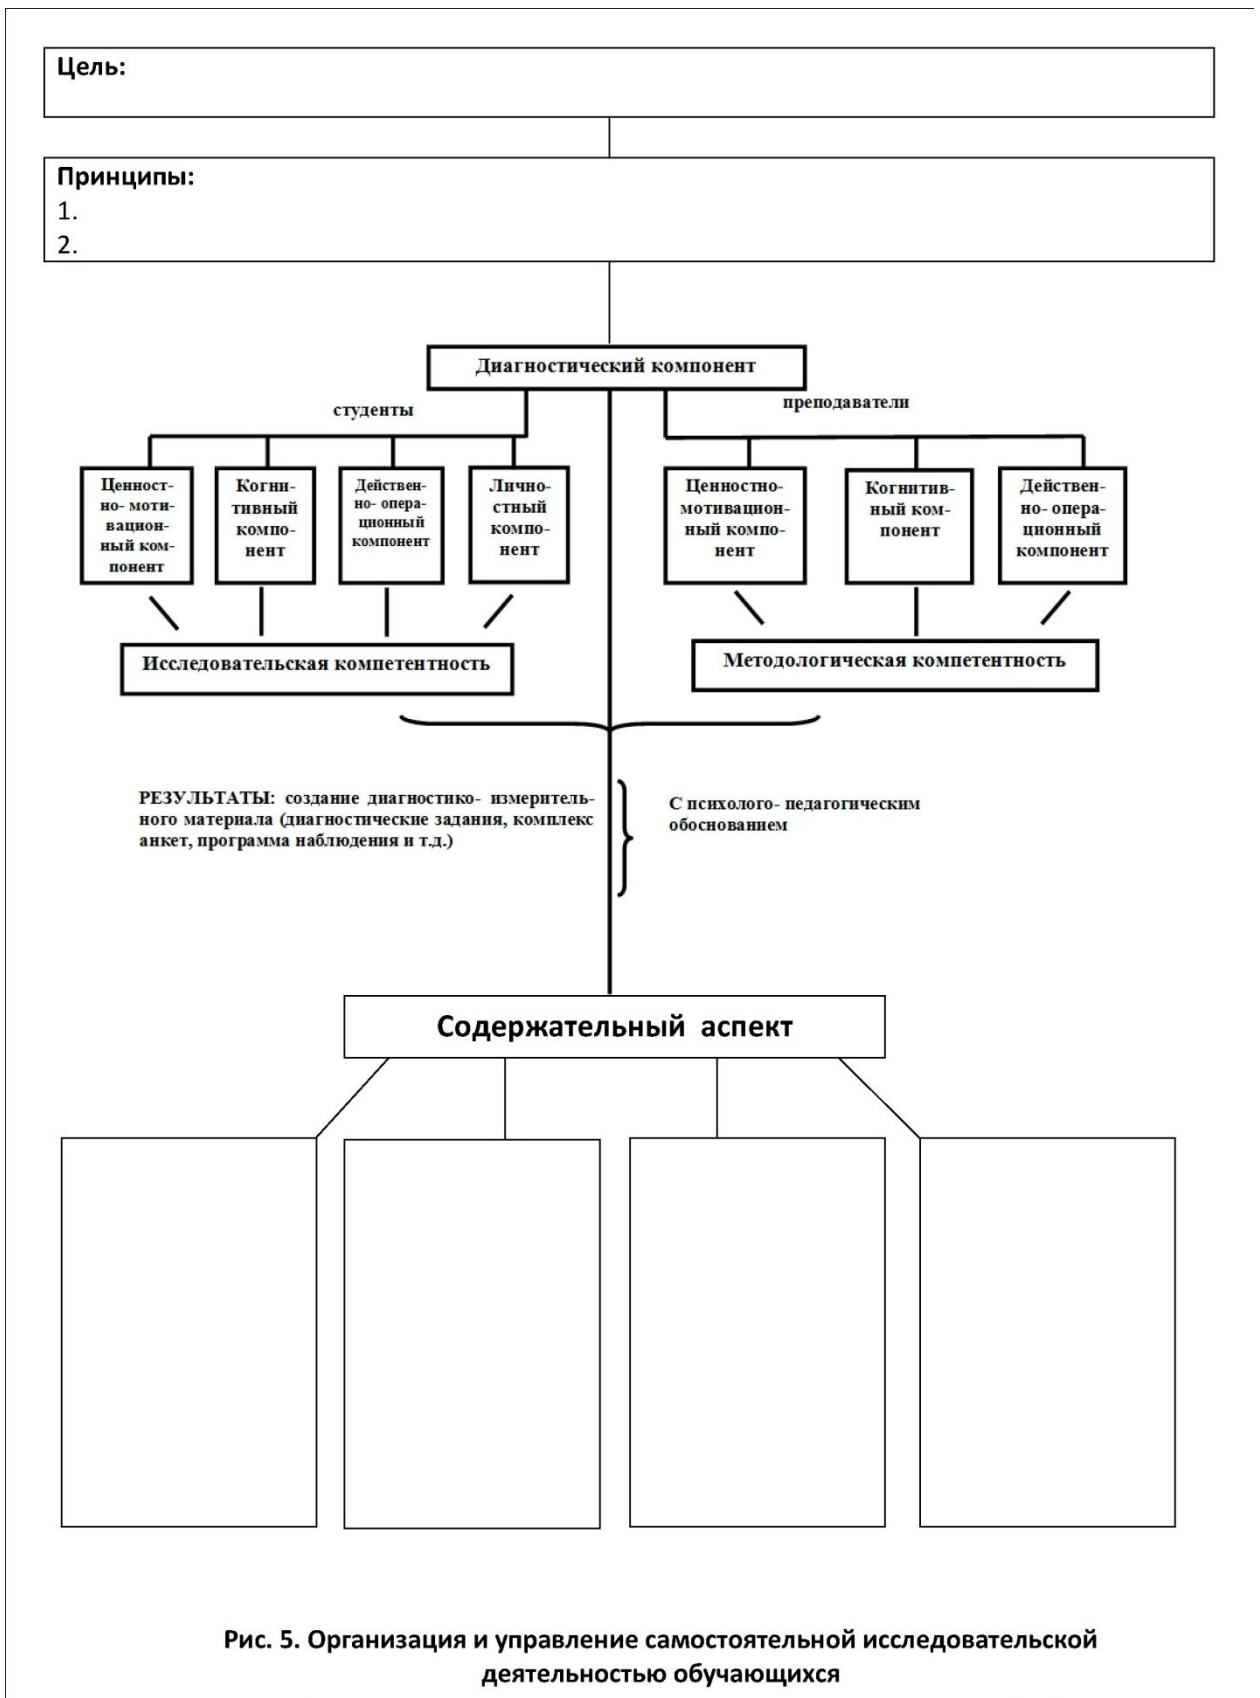 Цель:
Принципы:
1.
2.
Диагностический компонент
студенты
преподаватели
Ценност-
но- моти-
вацион-
ный ком-
понент
Когни-
тивный
компо-
нент
Действен-
но- опера-
ционный
компонент
Лично-
стный
компо-
нент
Ценностно-
мотивацион-
ный компо-
нент
Когнитив-
ный ком-
понент
Действен-
но- опера-
ционный
компонент
Исследовательская компетентность
Методологическая компетентность
РЕЗУЛЬТАТЫ: создание диагностико- измеритель-
ного материала (диагностические задания, комплекс
анкет, программа наблюдения и т.д.)
С психолого- педагогическим
обоснованием
Содержательный аспект
Рис. 5. Организация и управление самостоятельной исследовательской
деятельностью обучающихся